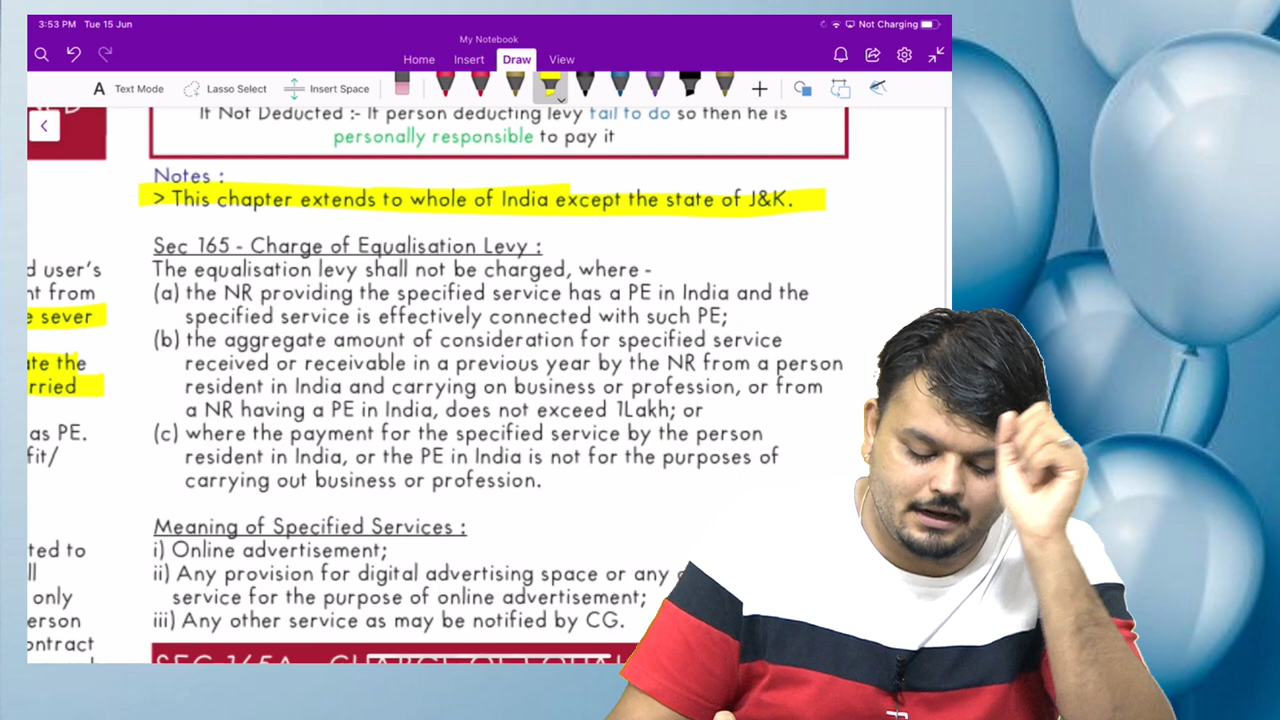 3:53 PM Tue 15 Jun
Not Charging
My Notebook
Home Insert Draw View
Text Mode Lasso Select Insert Space
If Not Deducted :- If person deducting levy fail to do so then he is
personally responsible to pay it
Notes :
> This chapter extends to whole of India except the state of J&K.
Sec 165 - Charge of Equalisation Levy :
d user's
The equalisation levy shall not be charged, where -
nt from
(a) the NR providing the specified service has a PE in India and the
e sever
specified service is effectively connected with such PE;
(b) the aggregate amount of consideration for specified service
ate the
received or receivable in a previous year by the NR from a person
rried
resident in India and carrying on business or profession, or from
a NR having a PE in India, does not exceed 1Lakh; or
as PE.
(c) where the payment for the specified service by the person
fit/
resident in India, or the PE in India is not for the purposes of
carrying out business or profession.
Meaning of Specified Services :
ted to
i) Online advertisement;
ll
ii) Any provision for digital advertising space or any
only
service for the purpose of online advertisement;
erson
iii) Any other service as may be notified by CG.
ontract
SEC 165A